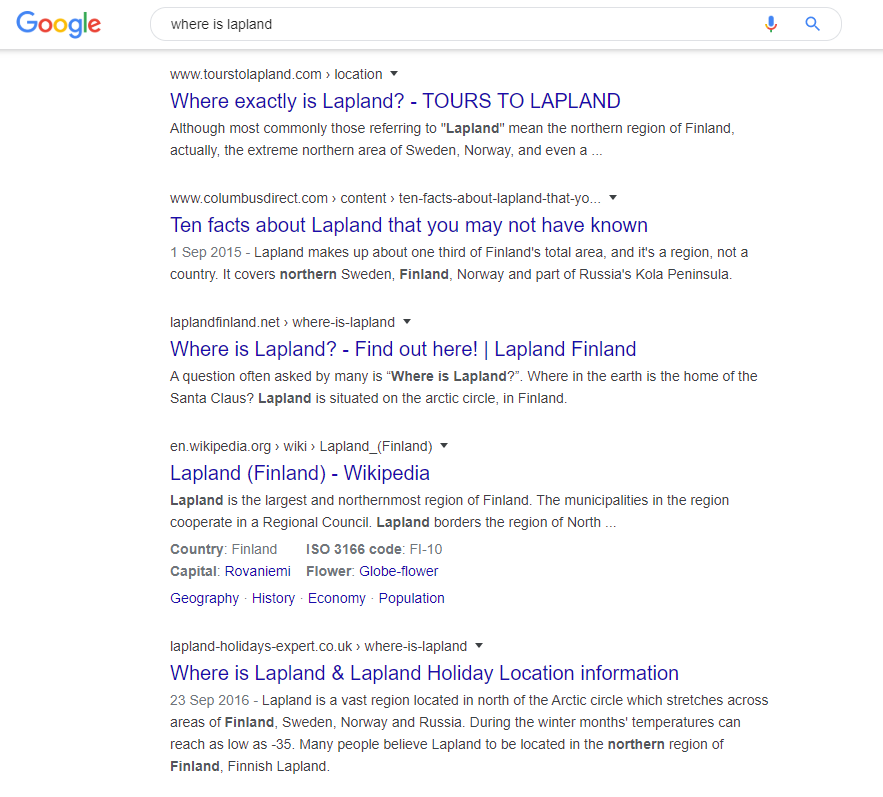 Google
where is lapland
www.tourstolapland.com › location
Where exactly is Lapland? - TOURS TO LAPLAND
Although most commonly those referring to "Lapland" mean the northern region of Finland,
actually, the extreme northern area of Sweden, Norway, and even a ...
www.columbusdirect.com › content › ten-facts-about-lapland-that-yo...
Ten facts about Lapland that you may not have known
1 Sep 2015 - Lapland makes up about one third of Finland's total area, and it's a region, not a
country. It covers northern Sweden, Finland, Norway and part of Russia's Kola Peninsula.
laplandfinland.net › where-is-lapland
Where is Lapland? - Find out here! | Lapland Finland
A question often asked by many is “Where is Lapland?”. Where in the earth is the home of the
Santa Claus? Lapland is situated on the arctic circle, in Finland.
en.wikipedia.org › wiki › Lapland_(Finland)
Lapland (Finland) - Wikipedia
Lapland is the largest and northernmost region of Finland. The municipalities in the region
cooperate in a Regional Council. Lapland borders the region of North ...
Country: Finland ISO 3166 code: FI-10
Capital: Rovaniemi Flower: Globe-flower
Geography · History · Economy · Population
lapland-holidays-expert.co.uk › where-is-lapland
Where is Lapland & Lapland Holiday Location information
23 Sep 2016 - Lapland is a vast region located in north of the Arctic circle which stretches across
areas of Finland, Sweden, Norway and Russia. During the winter months' temperatures can
reach as low as -35. Many people believe Lapland to be located in the northern region of
Finland, Finnish Lapland.